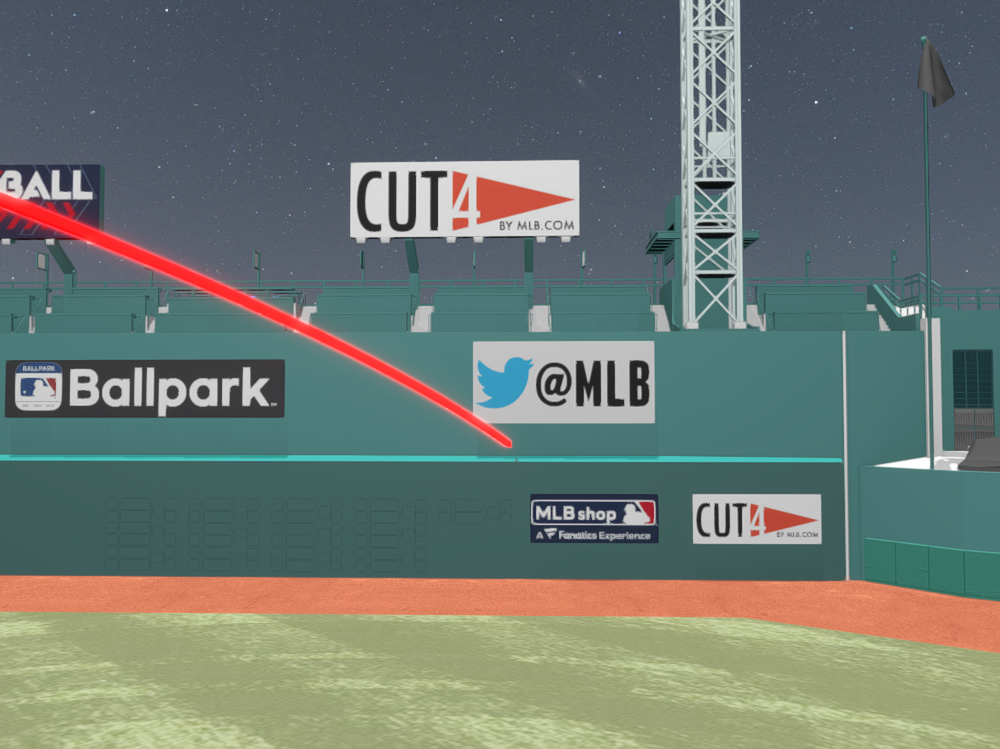 BALL
CUT4
BY MLB.COM
BALLPARK
Ballpark
@MLB
MLB shop
A Fanatics Experience
CUT4
BY MLB.COM